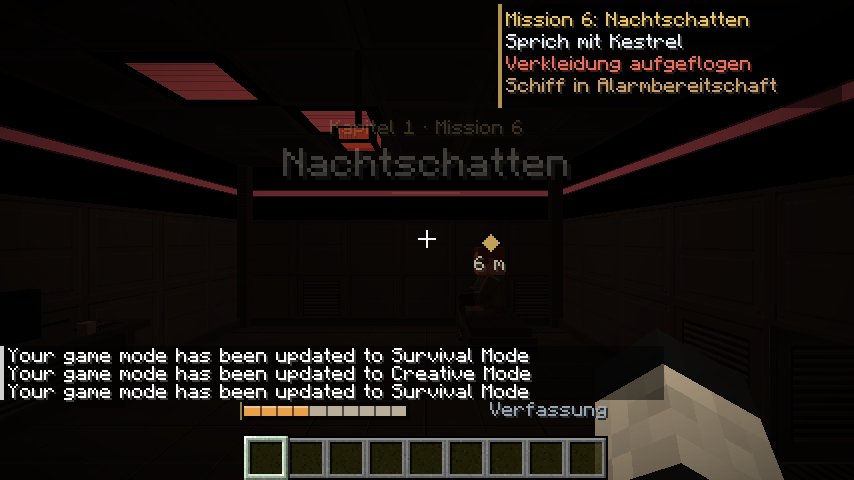 Mission 6: Nachtschatten
Sprich mit Kestrel
Verkleidung aufgeflogen
Schiff in Alarmbereitschaft
Kapitel 1 · Mission 6
Nachtschatten
6 m
Your game mode has been updated to Survival Mode
Your game mode has been updated to Creative Mode
Your game mode has been updated to Survival Mode
Verfassung